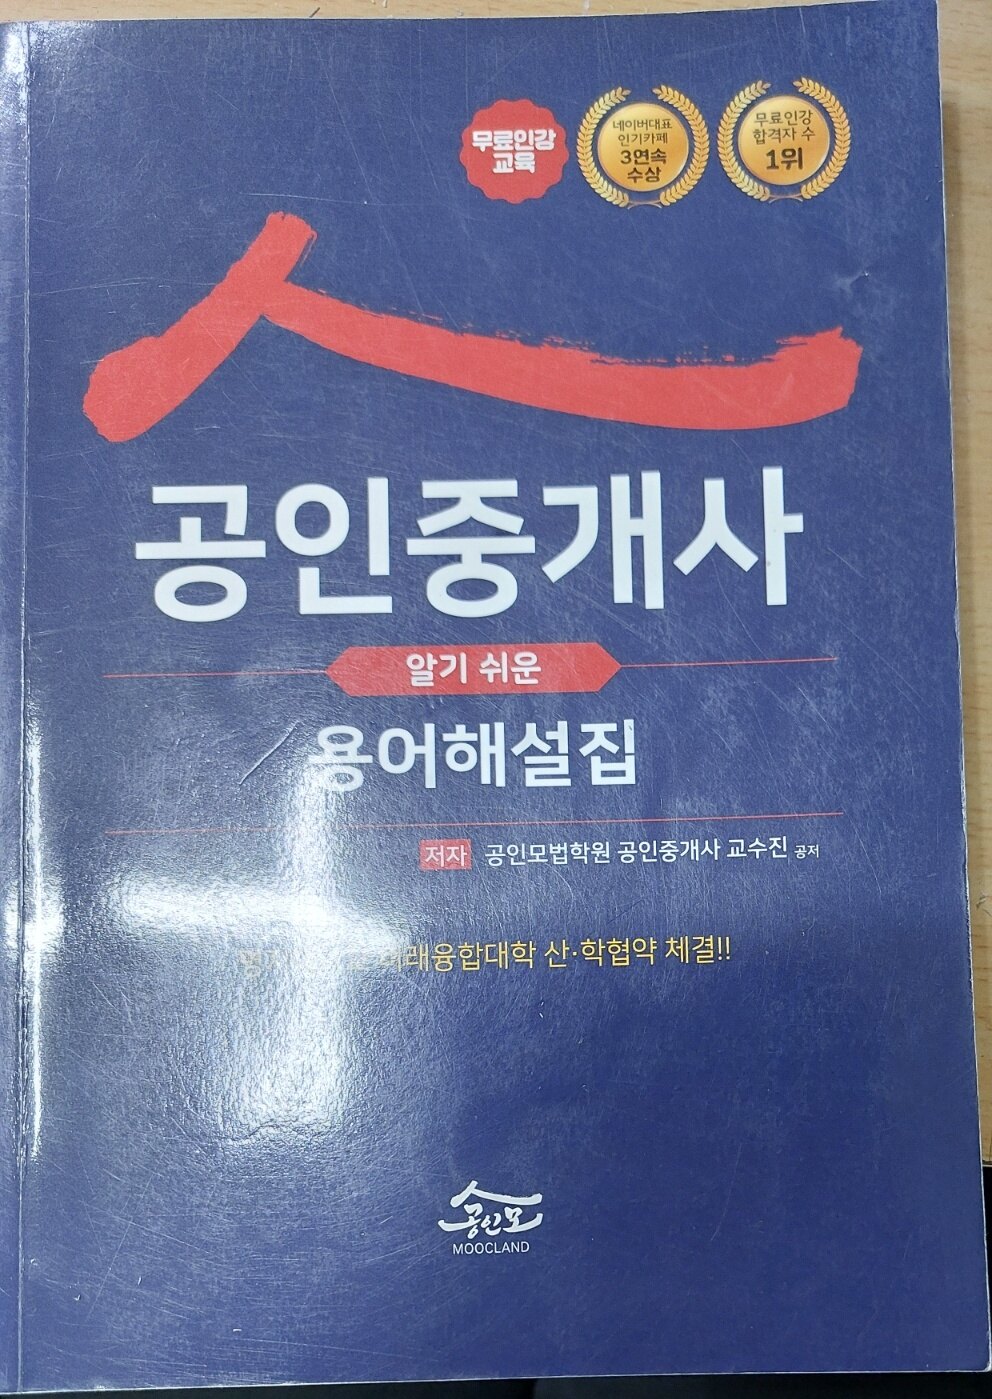 무료인강
교육
네이버대표
인기카페
3연속
수상
무료인강
합격자 수
1위
공인중개사
알기 쉬운
용어해설집
저자 공인모법학원 공인중개사 교수진 공저
미래융합대학 산·학협약 체결!!
공인모
MOOCLAND